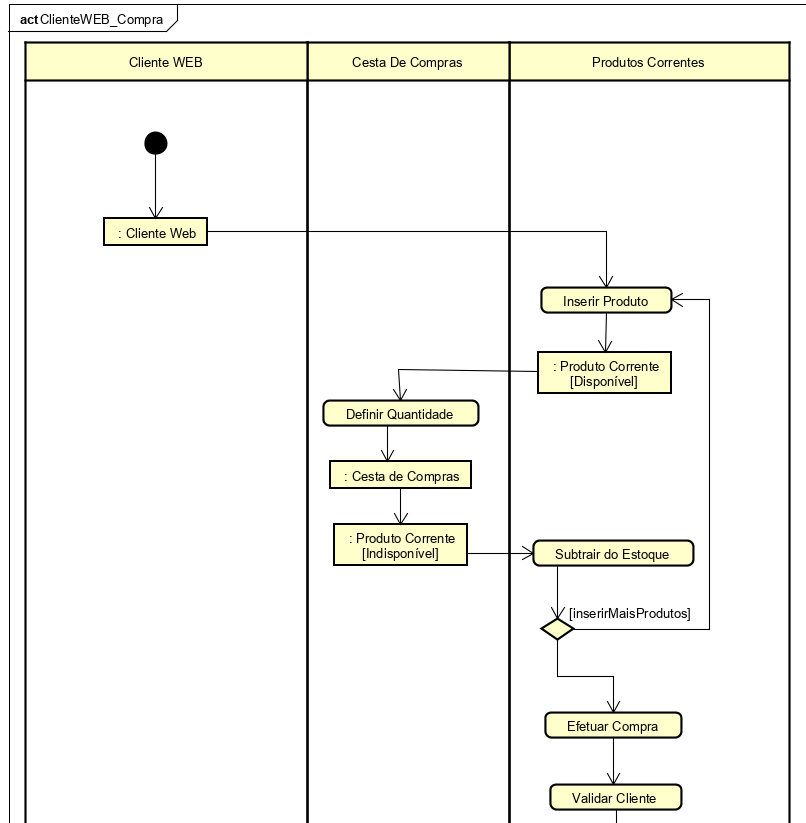 act ClienteWEB_Compra
Cliente WEB
Cesta De Compras
Produtos Correntes
: Cliente Web
Inserir Produto
: Produto Corrente
[Disponível]
Definir Quantidade
: Cesta de Compras
: Produto Corrente
[Indisponível]
Subtrair do Estoque
[inserirMaisProdutos]
Efetuar Compra
Validar Cliente